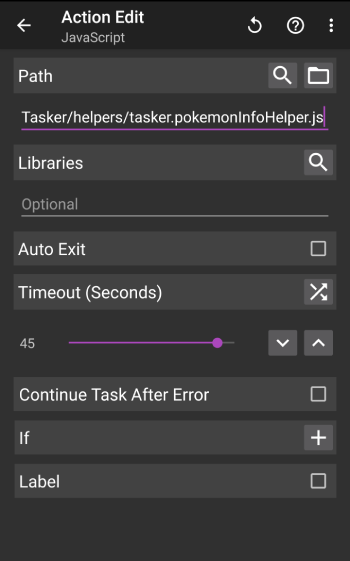 Action Edit
JavaScript
Path
Tasker/helpers/tasker.pokemonInfoHelper.js
Libraries
Optional
Auto Exit
Timeout (Seconds)
45
Continue Task After Error
If
Label